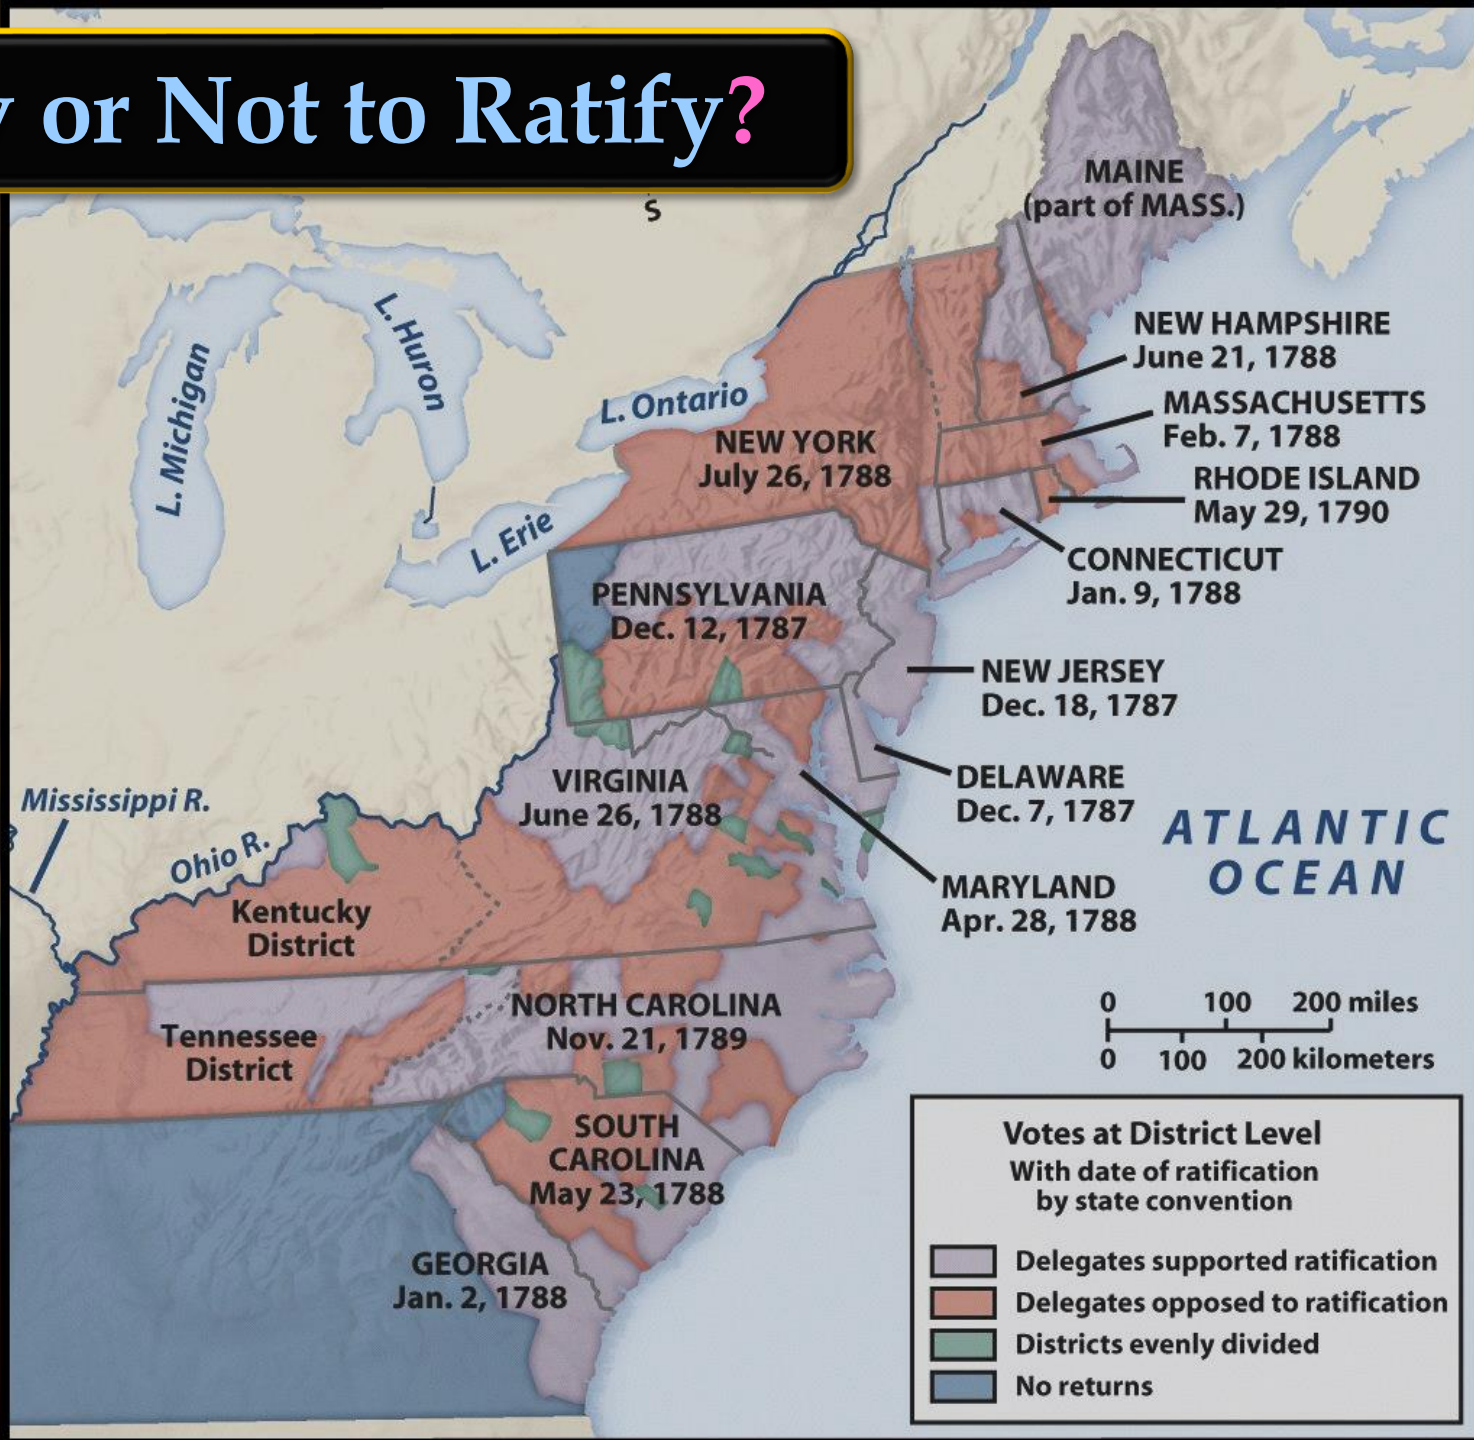 y or Not to Ratify?
S
MAINE
(part of MASS.)
L. Huron
L. Michigan
NEW HAMPSHIRE
June 21, 1788
L. Ontario
MASSACHUSETTS
Feb. 7, 1788
NEW YORK
July 26, 1788
RHODE ISLAND
May 29, 1790
L. Erie
CONNECTICUT
Jan. 9, 1788
PENNSYLVANIA
Dec. 12, 1787
NEW JERSEY
Dec. 18, 1787
VIRGINIA
June 26, 1788
DELAWARE
Dec. 7, 1787
Mississippi R.
Ohio R.
ATLANTIC
OCEAN
MARYLAND
Apr. 28, 1788
Kentucky
District
NORTH CAROLINA
Nov. 21, 1789
Tennessee
District
0 100 200 miles
0 100 200 kilometers
SOUTH
CAROLINA
May 23, 1788
GEORGIA
Jan. 2, 1788
Votes at District Level
With date of ratification
by state convention
Delegates supported ratification
Delegates opposed to ratification
Districts evenly divided
No returns